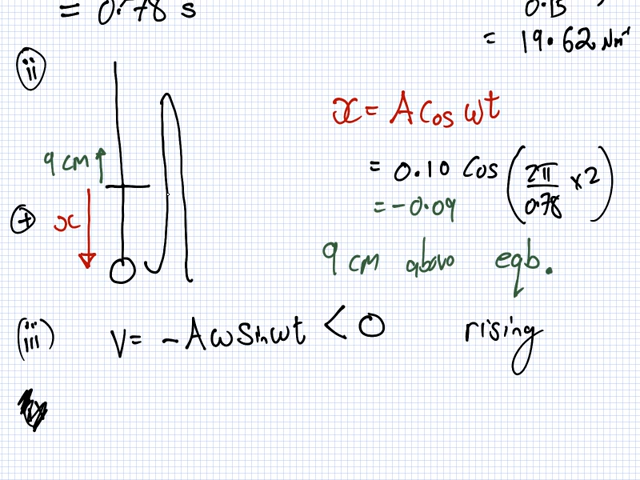 = 0.78 s
0.15
= 19.62 Nm⁻¹
(ii)
x = A cos ωt
9 cm ↑
= 0.10 cos (2π/0.78 × 2)
= -0.09
+
x
9 cm above eqb.
(iii) V = -Aω sin ωt < 0 rising